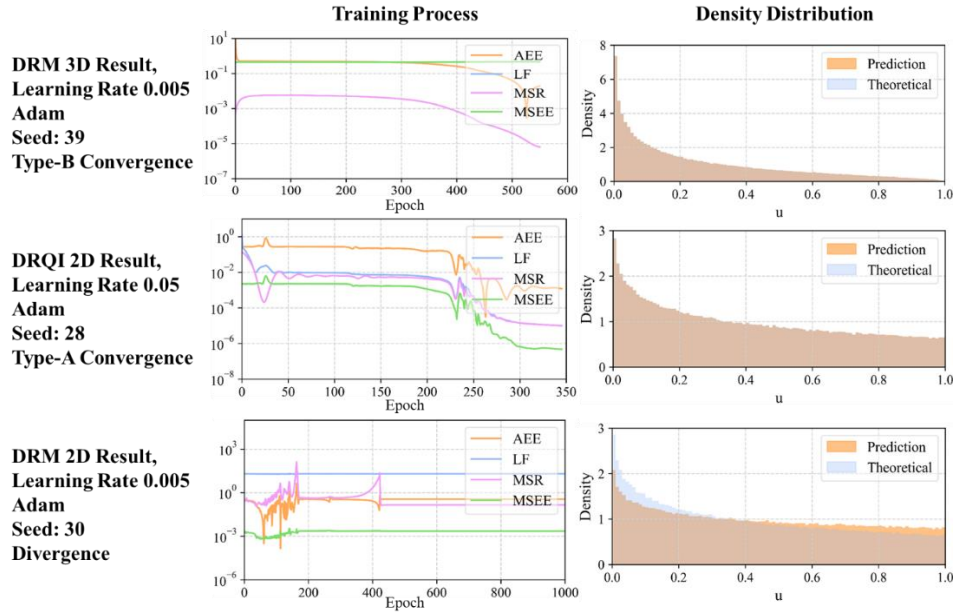 Training Process
Density Distribution
DRM 3D Result,
Learning Rate 0.005
Adam
Seed: 39
Type-B Convergence
10^1
10^-1
10^-3
10^-5
10^-7
0 100 200 300 400 500 600
Epoch
AEE
LF
MSR
MSEE
Density
8
6
4
2
0
0.0 0.2 0.4 0.6 0.8 1.0
u
Prediction
Theoretical
DRQI 2D Result,
Learning Rate 0.05
Adam
Seed: 28
Type-A Convergence
10^0
10^-2
10^-4
10^-6
10^-8
0 50 100 150 200 250 300 350
Epoch
AEE
LF
MSR
MSEE
Density
3
2
1
0
0.0 0.2 0.4 0.6 0.8 1.0
u
Prediction
Theoretical
DRM 2D Result,
Learning Rate 0.005
Adam
Seed: 30
Divergence
10^3
10^0
10^-3
10^-6
0 200 400 600 800 1000
Epoch
AEE
LF
MSR
MSEE
Density
3
2
1
0
0.0 0.2 0.4 0.6 0.8 1.0
u
Prediction
Theoretical